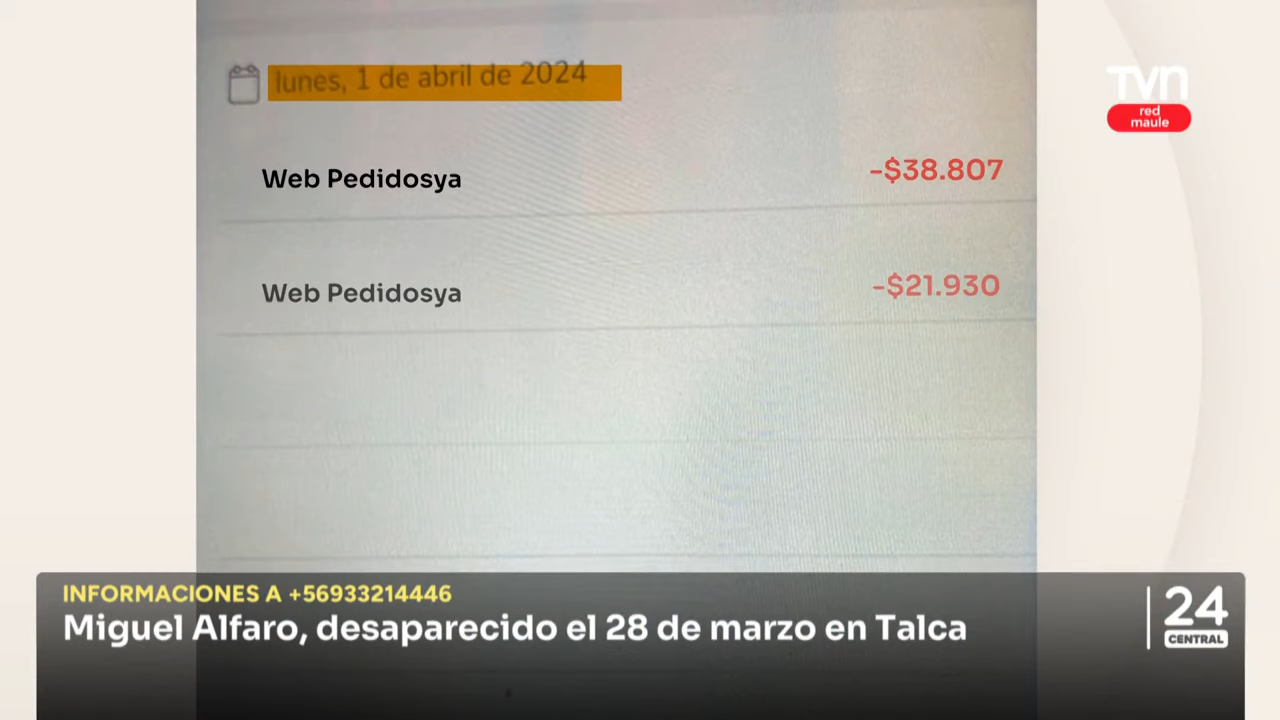 lunes, 1 de abril de 2024
Web Pedidosya
-$38.807
Web Pedidosya
-$21.930
TVN
red
maule
INFORMACIONES A +56933214446
Miguel Alfaro, desaparecido el 28 de marzo en Talca
24
CENTRAL